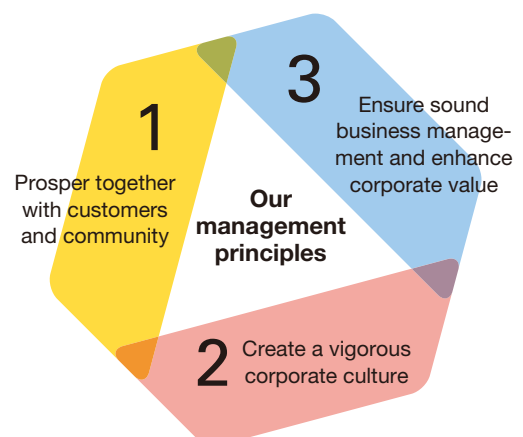 1
Prosper together
with customers
and community
Our
management
principles
2
Create a vigorous
corporate culture
3
Ensure sound
business manage-
ment and enhance
corporate value